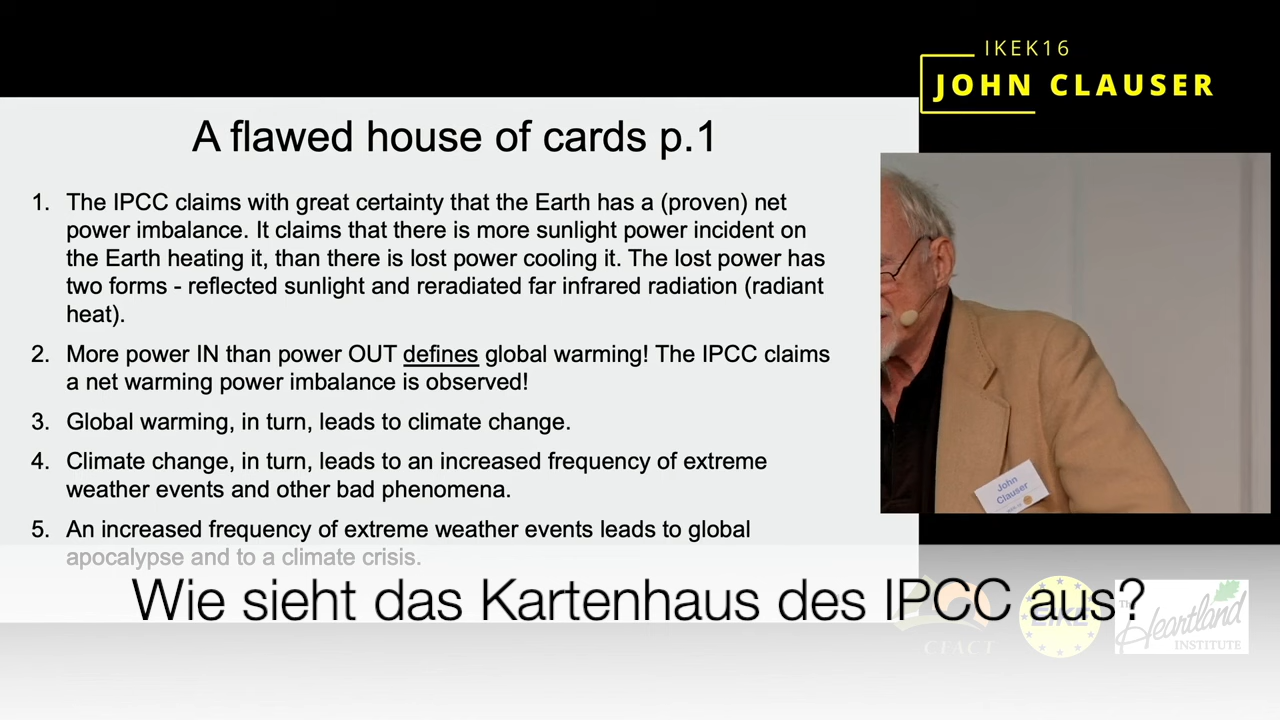 IKEK16
JOHN CLAUSER
A flawed house of cards p.1
1. The IPCC claims with great certainty that the Earth has a (proven) net
power imbalance. It claims that there is more sunlight power incident on
the Earth heating it, than there is lost power cooling it. The lost power has
two forms - reflected sunlight and reradiated far infrared radiation (radiant
heat).
2. More power IN than power OUT defines global warming! The IPCC claims
a net warming power imbalance is observed!
3. Global warming, in turn, leads to climate change.
4. Climate change, in turn, leads to an increased frequency of extreme
weather events and other bad phenomena.
5. An increased frequency of extreme weather events leads to global
apocalypse and to a climate crisis.
John
Clauser
Wie sieht das Kartenhaus des IPCC aus?
CFACT
EIKE
The
Heartland
INSTITUTE